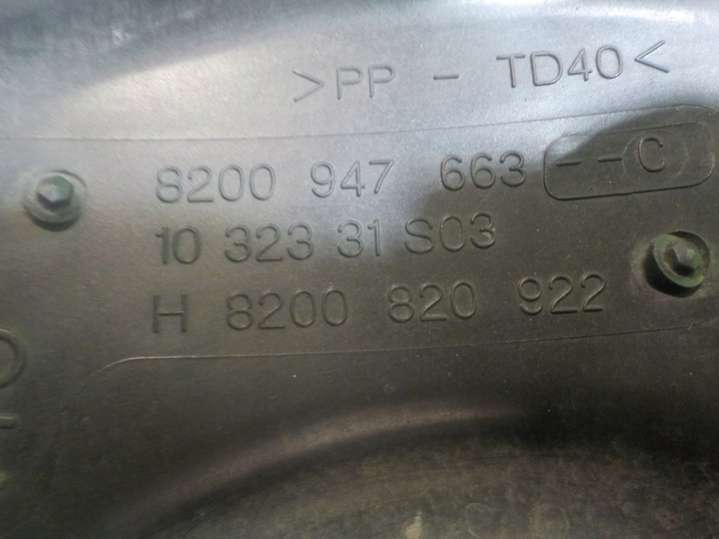 >PP - TD40<
8200 947 663 --C
10 323 31 S03
H 8200 820 922